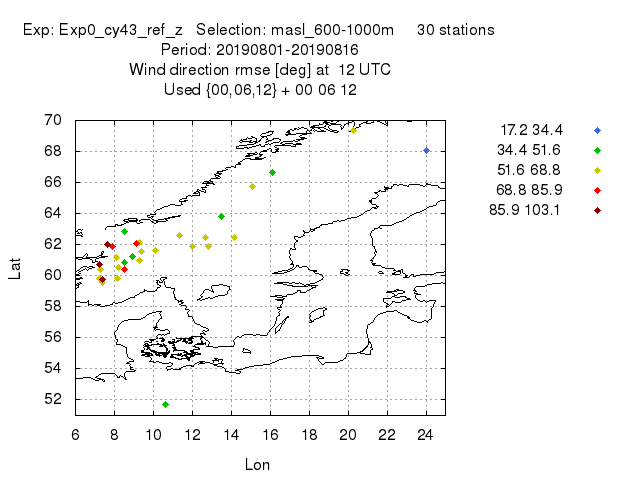 Exp: Exp0_cy43_ref_z   Selection: masl_600-1000m     30 stations
Period: 20190801-20190816
Wind direction rmse [deg] at  12 UTC
Used {00,06,12} + 00 06 12
17.2 34.4
34.4 51.6
51.6 68.8
68.8 85.9
85.9 103.1
70
68
66
64
62
60
58
56
54
52
Lat
6 8 10 12 14 16 18 20 22 24
Lon